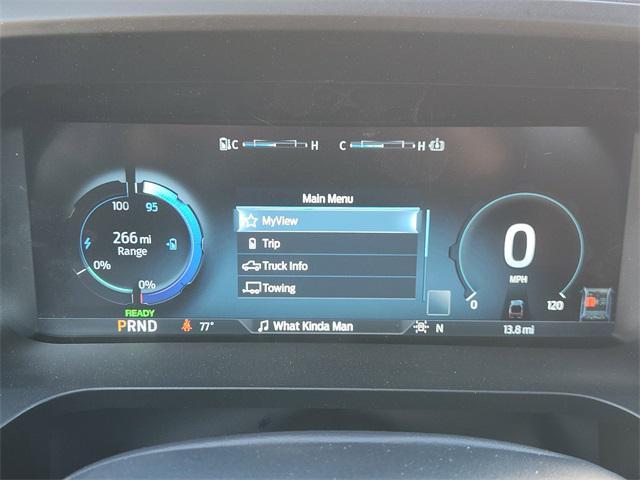 C H C H
Main Menu
MyView
Trip
Truck Info
Towing
100 95
266 mi
Range
0%
0%
READY
PRND
77°
What Kinda Man
N
0
MPH
0 120
13.8 mi